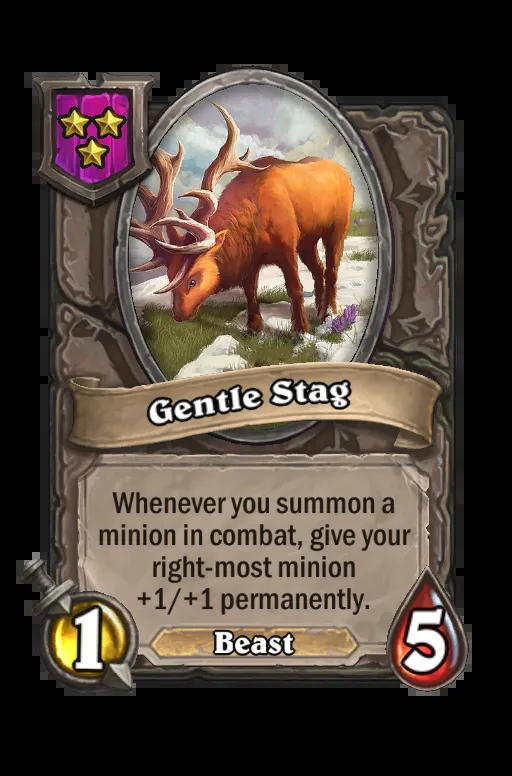 Gentle Stag
Whenever you summon a
minion in combat, give your
right-most minion
+1/+1 permanently.
1
Beast
5